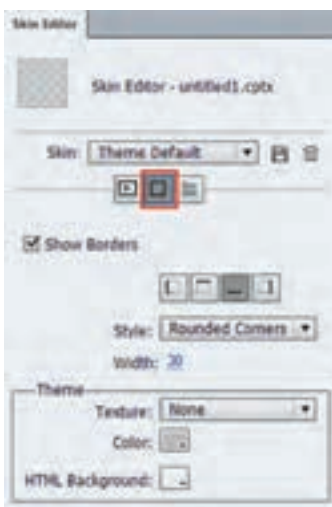 Skin Editor
Skin Editor - untitled1.cptx
Skin: Theme Default
Show Borders
Style: Rounded Corners
Width: 30
Theme
Texture: None
Color:
HTML Background: